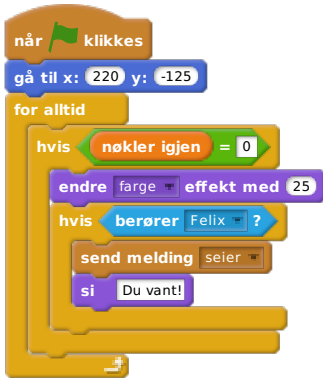 når klikkes
gå til x: 220 y: -125
for alltid
hvis nøkler igjen = 0
endre farge effekt med 25
hvis berører Felix ?
send melding seier
si Du vant!